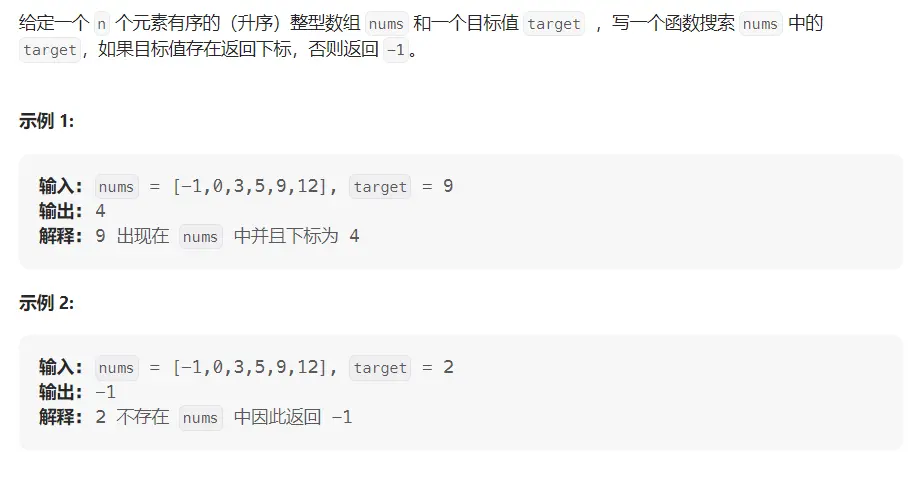 给定一个 n 个元素有序的（升序）整型数组 nums 和一个目标值 target ，写一个函数搜索 nums 中的
target，如果目标值存在返回下标，否则返回 -1。
示例 1:
输入: nums = [-1,0,3,5,9,12], target = 9
输出: 4
解释: 9 出现在 nums 中并且下标为 4
示例 2:
输入: nums = [-1,0,3,5,9,12], target = 2
输出: -1
解释: 2 不存在 nums 中因此返回 -1